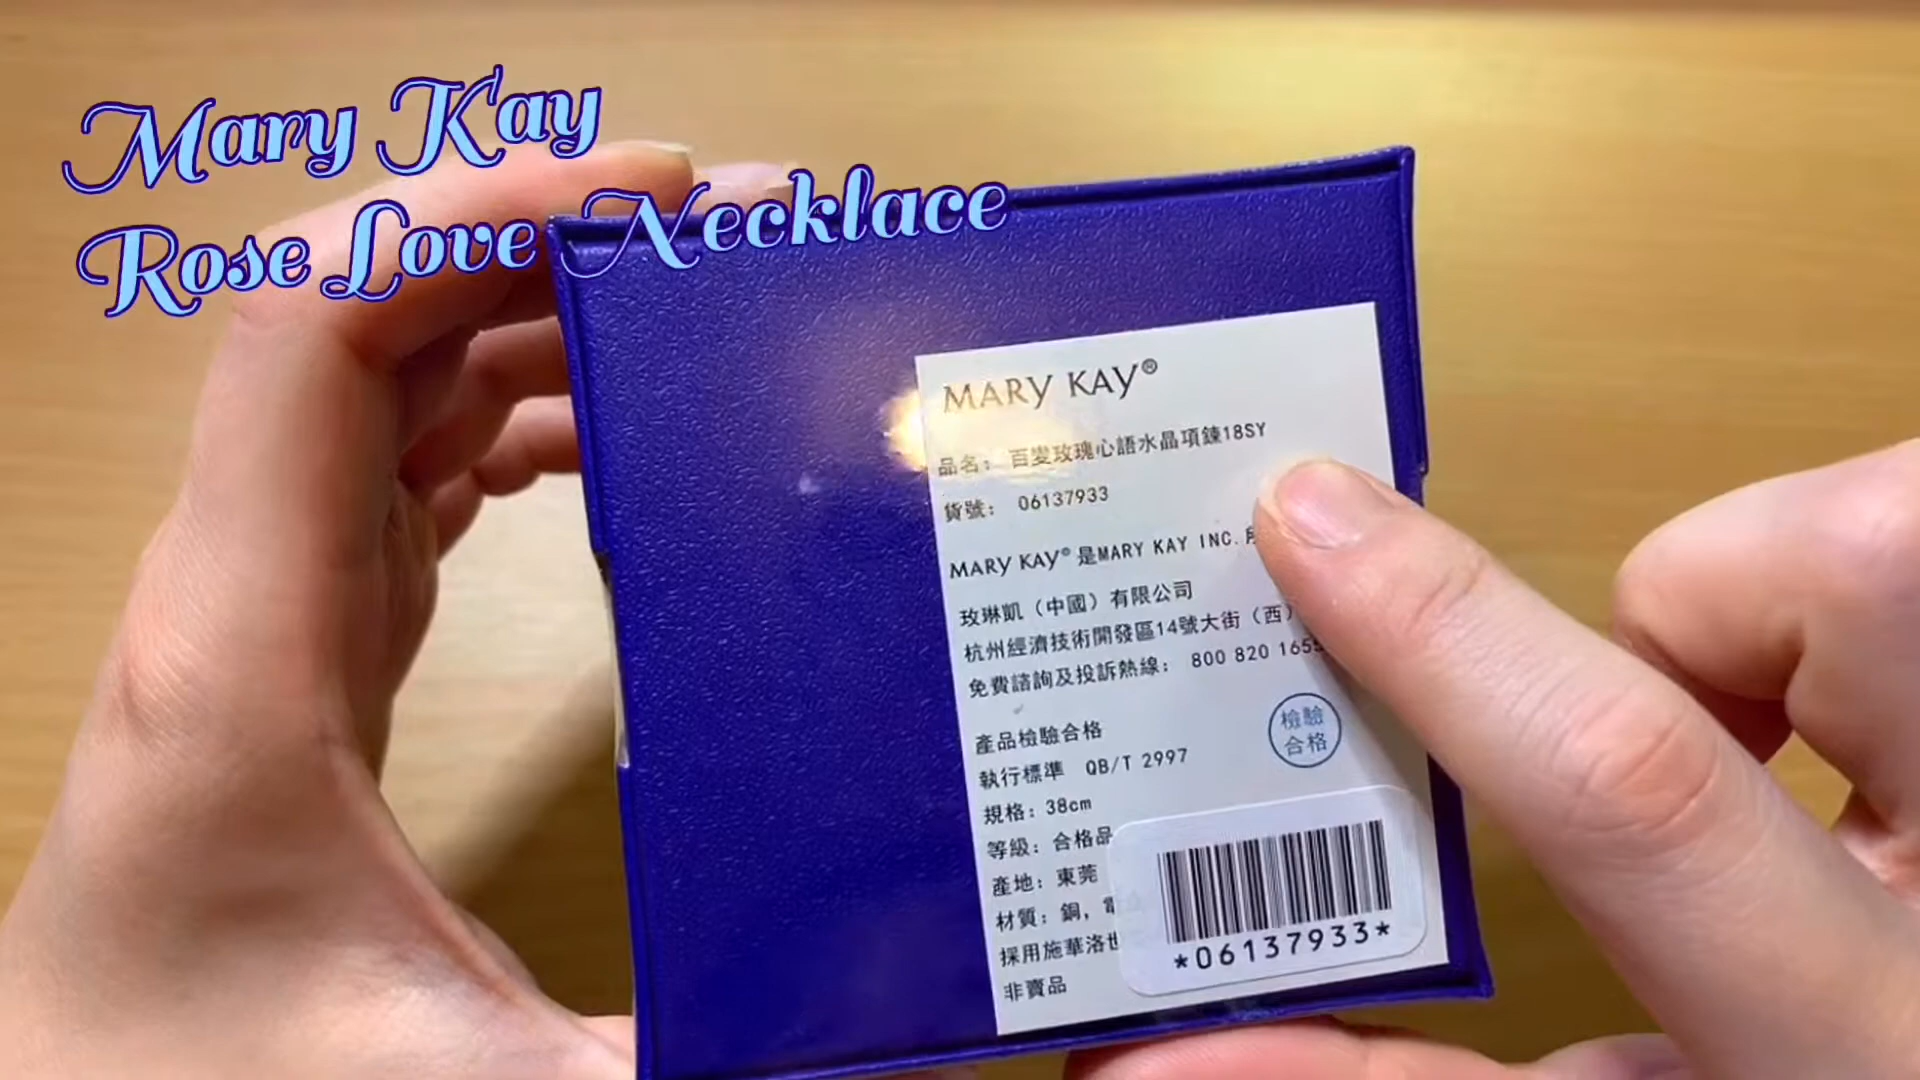 Mary Kay
Rose Love Necklace
MARY KAY®
品名: 百變玫瑰心語水晶項鍊18SY
貨號: 06137933
MARY KAY® 是MARY KAY INC.
玫琳凱（中國）有限公司
杭州經濟技術開發區14號大街（西）
免費諮詢及投訴熱線: 800 820 1655
產品檢驗合格
執行標準 QB/T 2997
檢驗
合格
規格: 38cm
等級: 合格品
產地: 東莞
材質: 銅,
採用施華洛世
非賣品
*06137933*